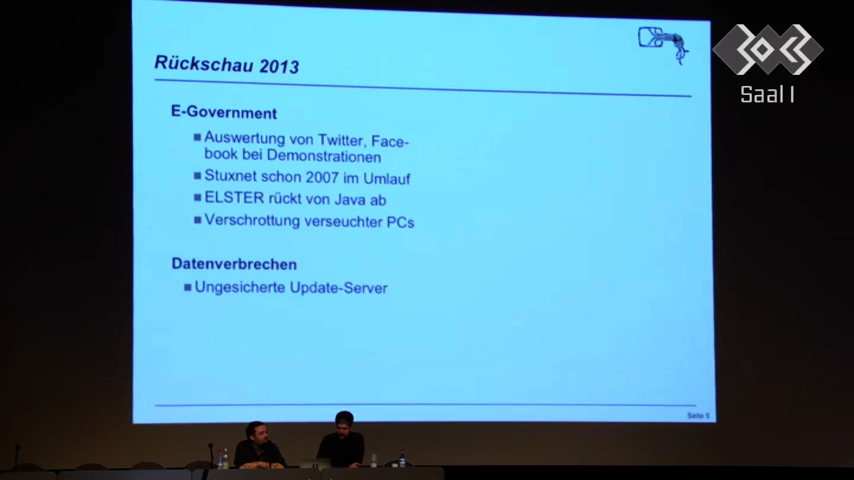 Rückschau 2013
E-Government
Auswertung von Twitter, Face-
book bei Demonstrationen
Stuxnet schon 2007 im Umlauf
ELSTER rückt von Java ab
Verschrottung verseuchter PCs
Datenverbrechen
Ungesicherte Update-Server
Seite 5
30C3
Saal 1